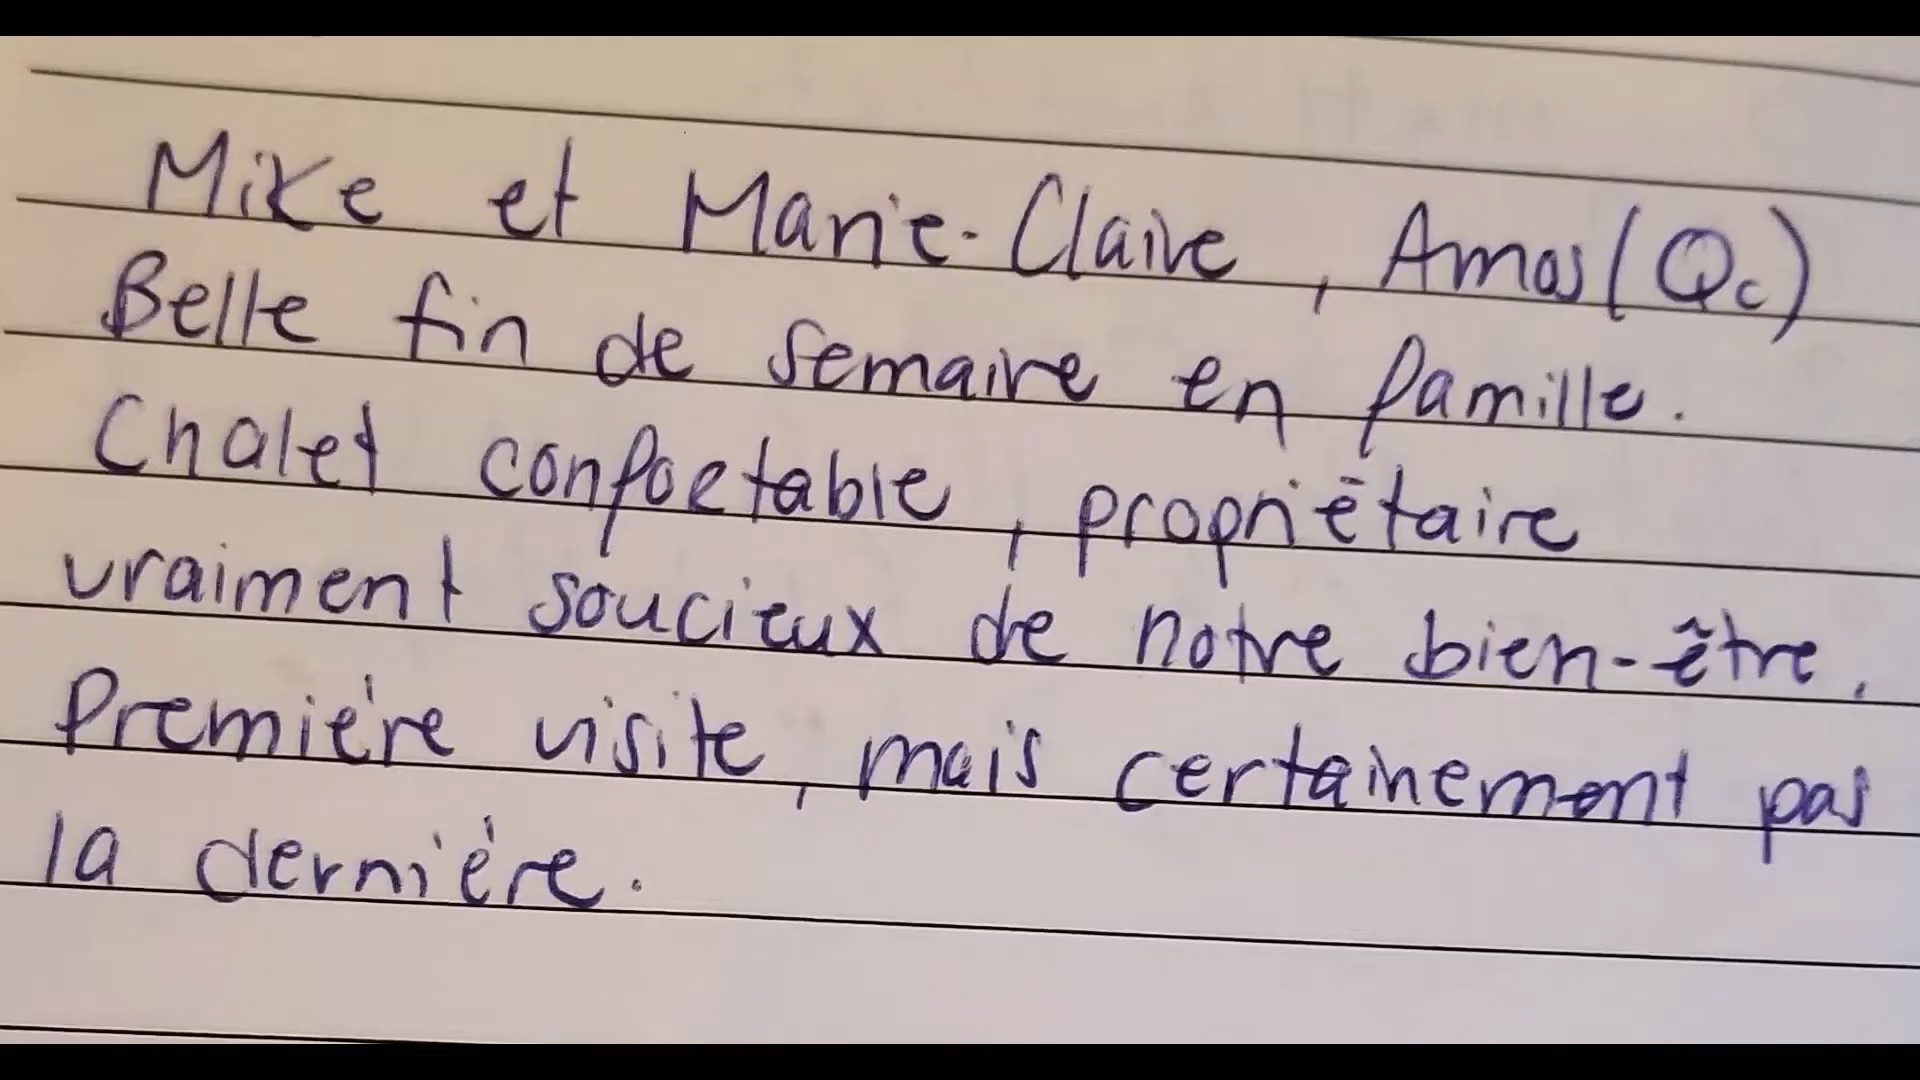 Mike et Marie-Claire, Amos (Qc)
Belle fin de semaine en famille.
Chalet confortable, propriétaire
vraiment soucieux de notre bien-être.
Première visite, mais certainement pas
la dernière.